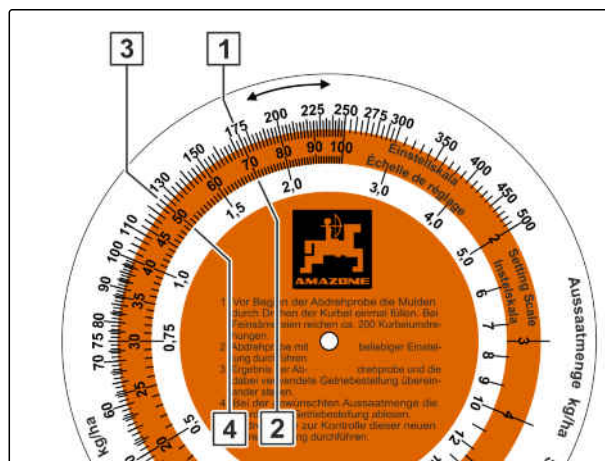 3
1
130
150
175
200
225
250
275
300
350
400
450
500
110
100
90
80
75
70
60
Einstellskala
Échelle de réglage
Setting Scale
Instelskala
25
30
35
40
45
50
60
70
80
90
100
2
3
4
0,5
0,75
1,0
1,5
2,0
3,0
4,0
5,0
6
7
8
9
10
12
Aussaatmenge kg/ha
kg/ha
AMAZONE
1 Vor Beginn der Abdrehprobe die Mulden
durch Drehen der Kurbel einmal füllen. Bei
Feinsämereien reichen ca. 200 Kurbelumdre-
hungen.
2 Abdrehprobe mit beliebiger Einstel-
lung durchführen
3 Ergebnis der Ab- drehprobe und die
dabei verwendete Getriebestellung überein-
ander stellen.
4 Bei der gewünschten Aussaatmenge die
Getriebestellung ablesen.
zur Kontrolle dieser neuen
durchführen.
4
2